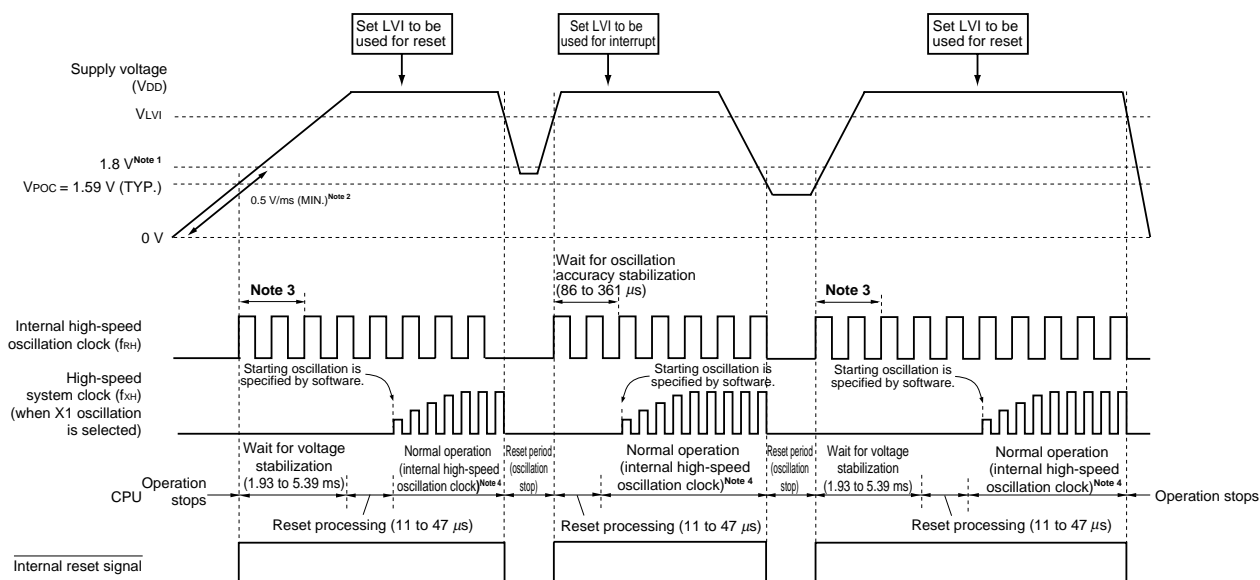 Set LVI to be
used for reset
Set LVI to be
used for interrupt
Set LVI to be
used for reset
Supply voltage
(VDD)
VLVI
1.8 V Note 1
VPOC = 1.59 V (TYP.)
0.5 V/ms (MIN.) Note 2
0 V
Wait for oscillation
accuracy stabilization
(86 to 361 μs)
Note 3
Note 3
Internal high-speed
oscillation clock (fRH)
Starting oscillation is
specified by software.
Starting oscillation is
specified by software.
Starting oscillation is
specified by software.
High-speed
system clock (fXH)
(when X1 oscillation
is selected)
Wait for voltage
stabilization
(1.93 to 5.39 ms)
Normal operation
(internal high-speed
oscillation clock) Note 4
Reset period
(oscillation
stop)
Normal operation
(internal high-speed
oscillation clock) Note 4
Reset period
(oscillation
stop)
Wait for voltage
stabilization
(1.93 to 5.39 ms)
Normal operation
(internal high-speed
oscillation clock) Note 4
CPU
Operation
stops
Operation stops
Reset processing (11 to 47 μs)
Reset processing (11 to 47 μs)
Reset processing (11 to 47 μs)
Internal reset signal